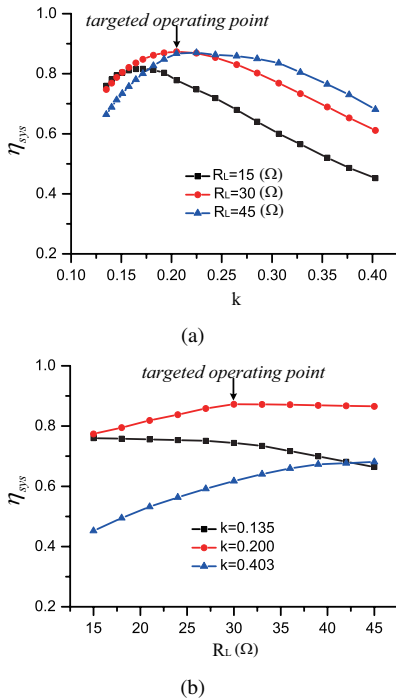 targeted operating point
1.0
0.8
0.6
0.4
0.2
η_sys
R_L=15 (Ω)
R_L=30 (Ω)
R_L=45 (Ω)
0.10 0.15 0.20 0.25 0.30 0.35 0.40
k
(a)
targeted operating point
1.0
0.8
0.6
0.4
0.2
η_sys
k=0.135
k=0.200
k=0.403
15 20 25 30 35 40 45
R_L (Ω)
(b)